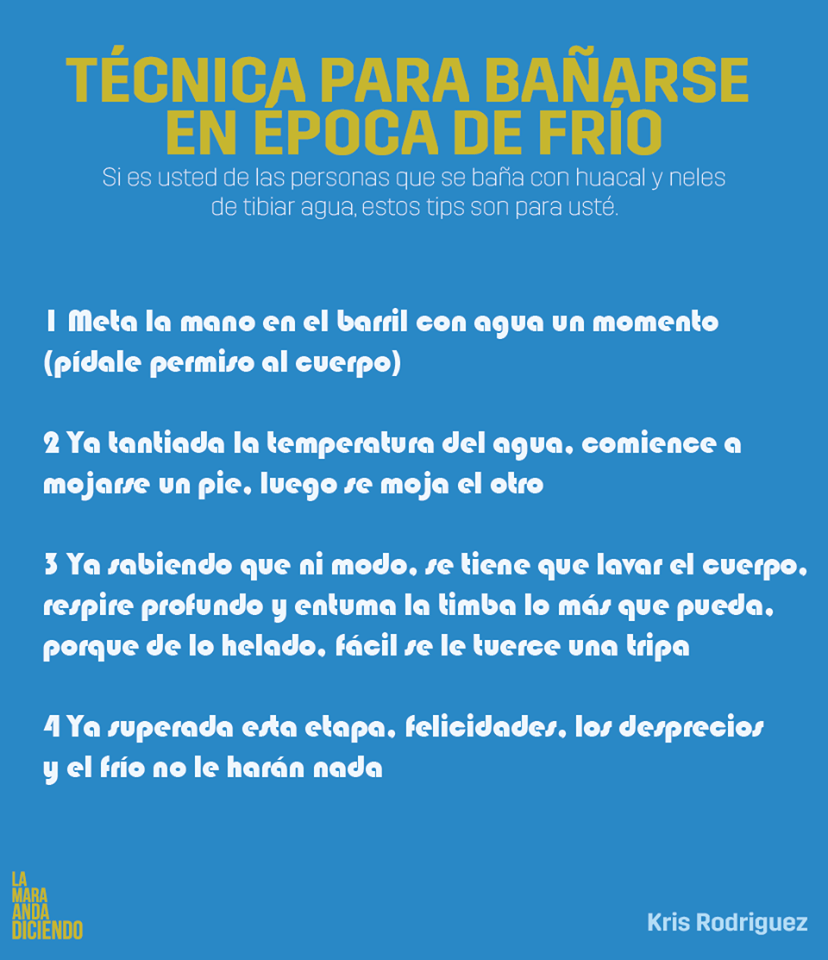 TÉCNICA PARA BAÑARSE
EN ÉPOCA DE FRÍO
Si es usted de las personas que se baña con huacal y neles
de tibiar agua, estos tips son para usté.
1 Meta la mano en el barril con agua un momento
(pídale permiso al cuerpo)
2 Ya tantiada la temperatura del agua, comience a
mojarse un pie, luego se moja el otro
3 Ya sabiendo que ni modo, se tiene que lavar el cuerpo,
respire profundo y entuma la timba lo más que pueda,
porque de lo helado, fácil se le tuerce una tripa
4 Ya superada esta etapa, felicidades, los desprecios
y el frío no le harán nada
LA
MARA
ANDA
DICIENDO
Kris Rodriguez